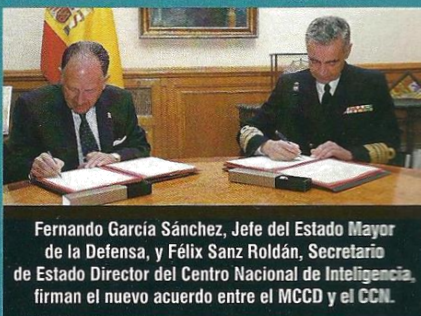 Fernando García Sánchez, Jefe del Estado Mayor
de la Defensa, y Félix Sanz Roldán, Secretario
de Estado Director del Centro Nacional de Inteligencia,
firman el nuevo acuerdo entre el MCCD y el CCN.